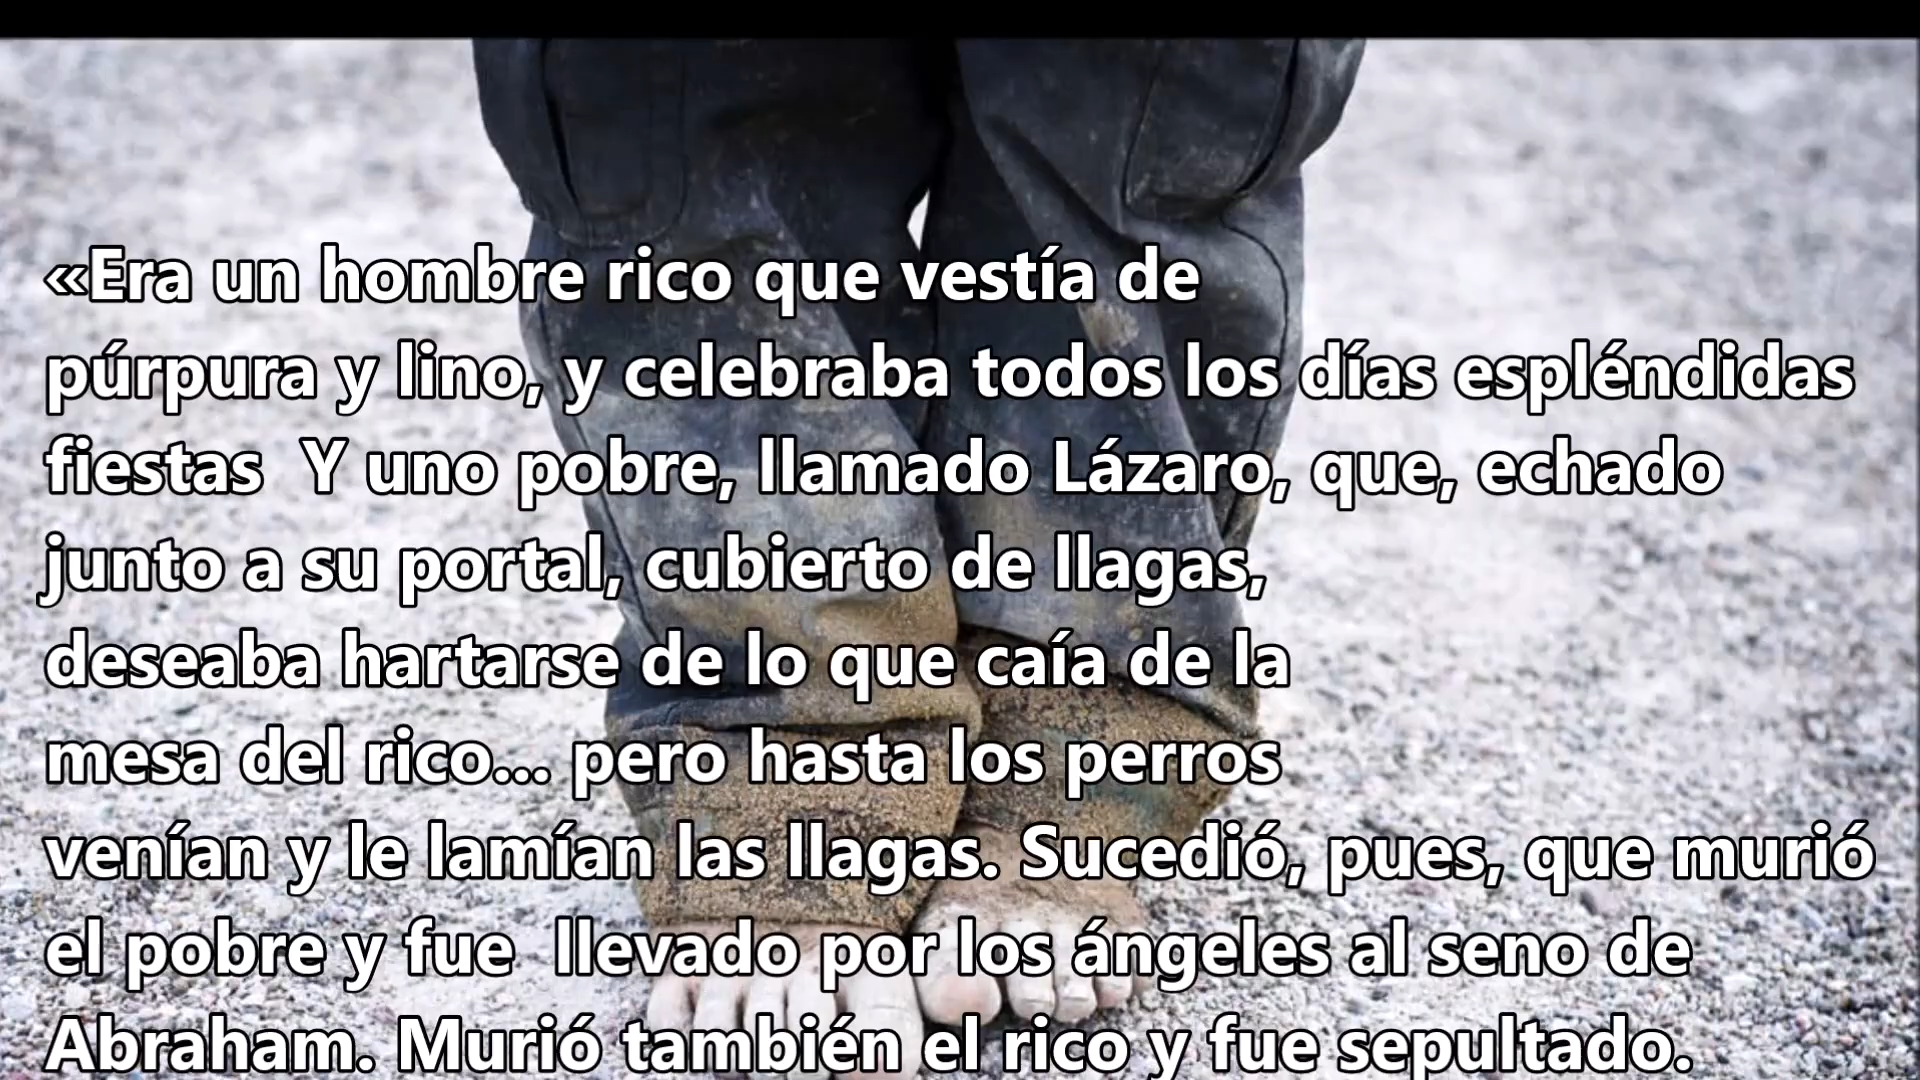 «Era un hombre rico que vestía de
púrpura y lino, y celebraba todos los días espléndidas
fiestas  Y uno pobre, llamado Lázaro, que, echado
junto a su portal, cubierto de llagas,
deseaba hartarse de lo que caía de la
mesa del rico... pero hasta los perros
venían y le lamían las llagas. Sucedió, pues, que murió
el pobre y fue  llevado por los ángeles al seno de
Abraham. Murió también el rico y fue sepultado.